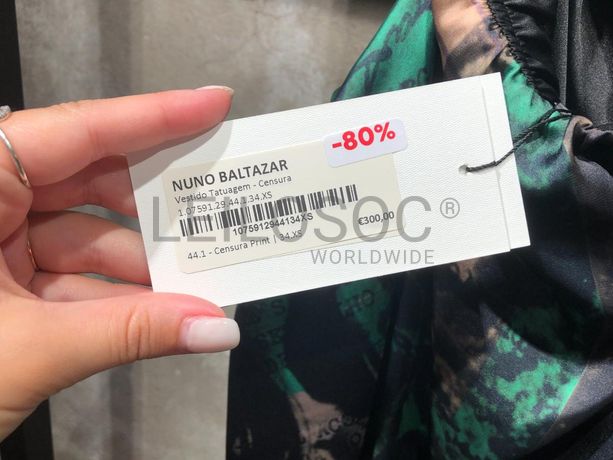 -80%
NUNO BALTAZAR
Vestido Tatuagem - Censura
1.07591.29.44.1.34.XS
1075912944134XS
€300,00
44.1 - Censura Print | 34.XS
LEILOSOC®
WORLDWIDE